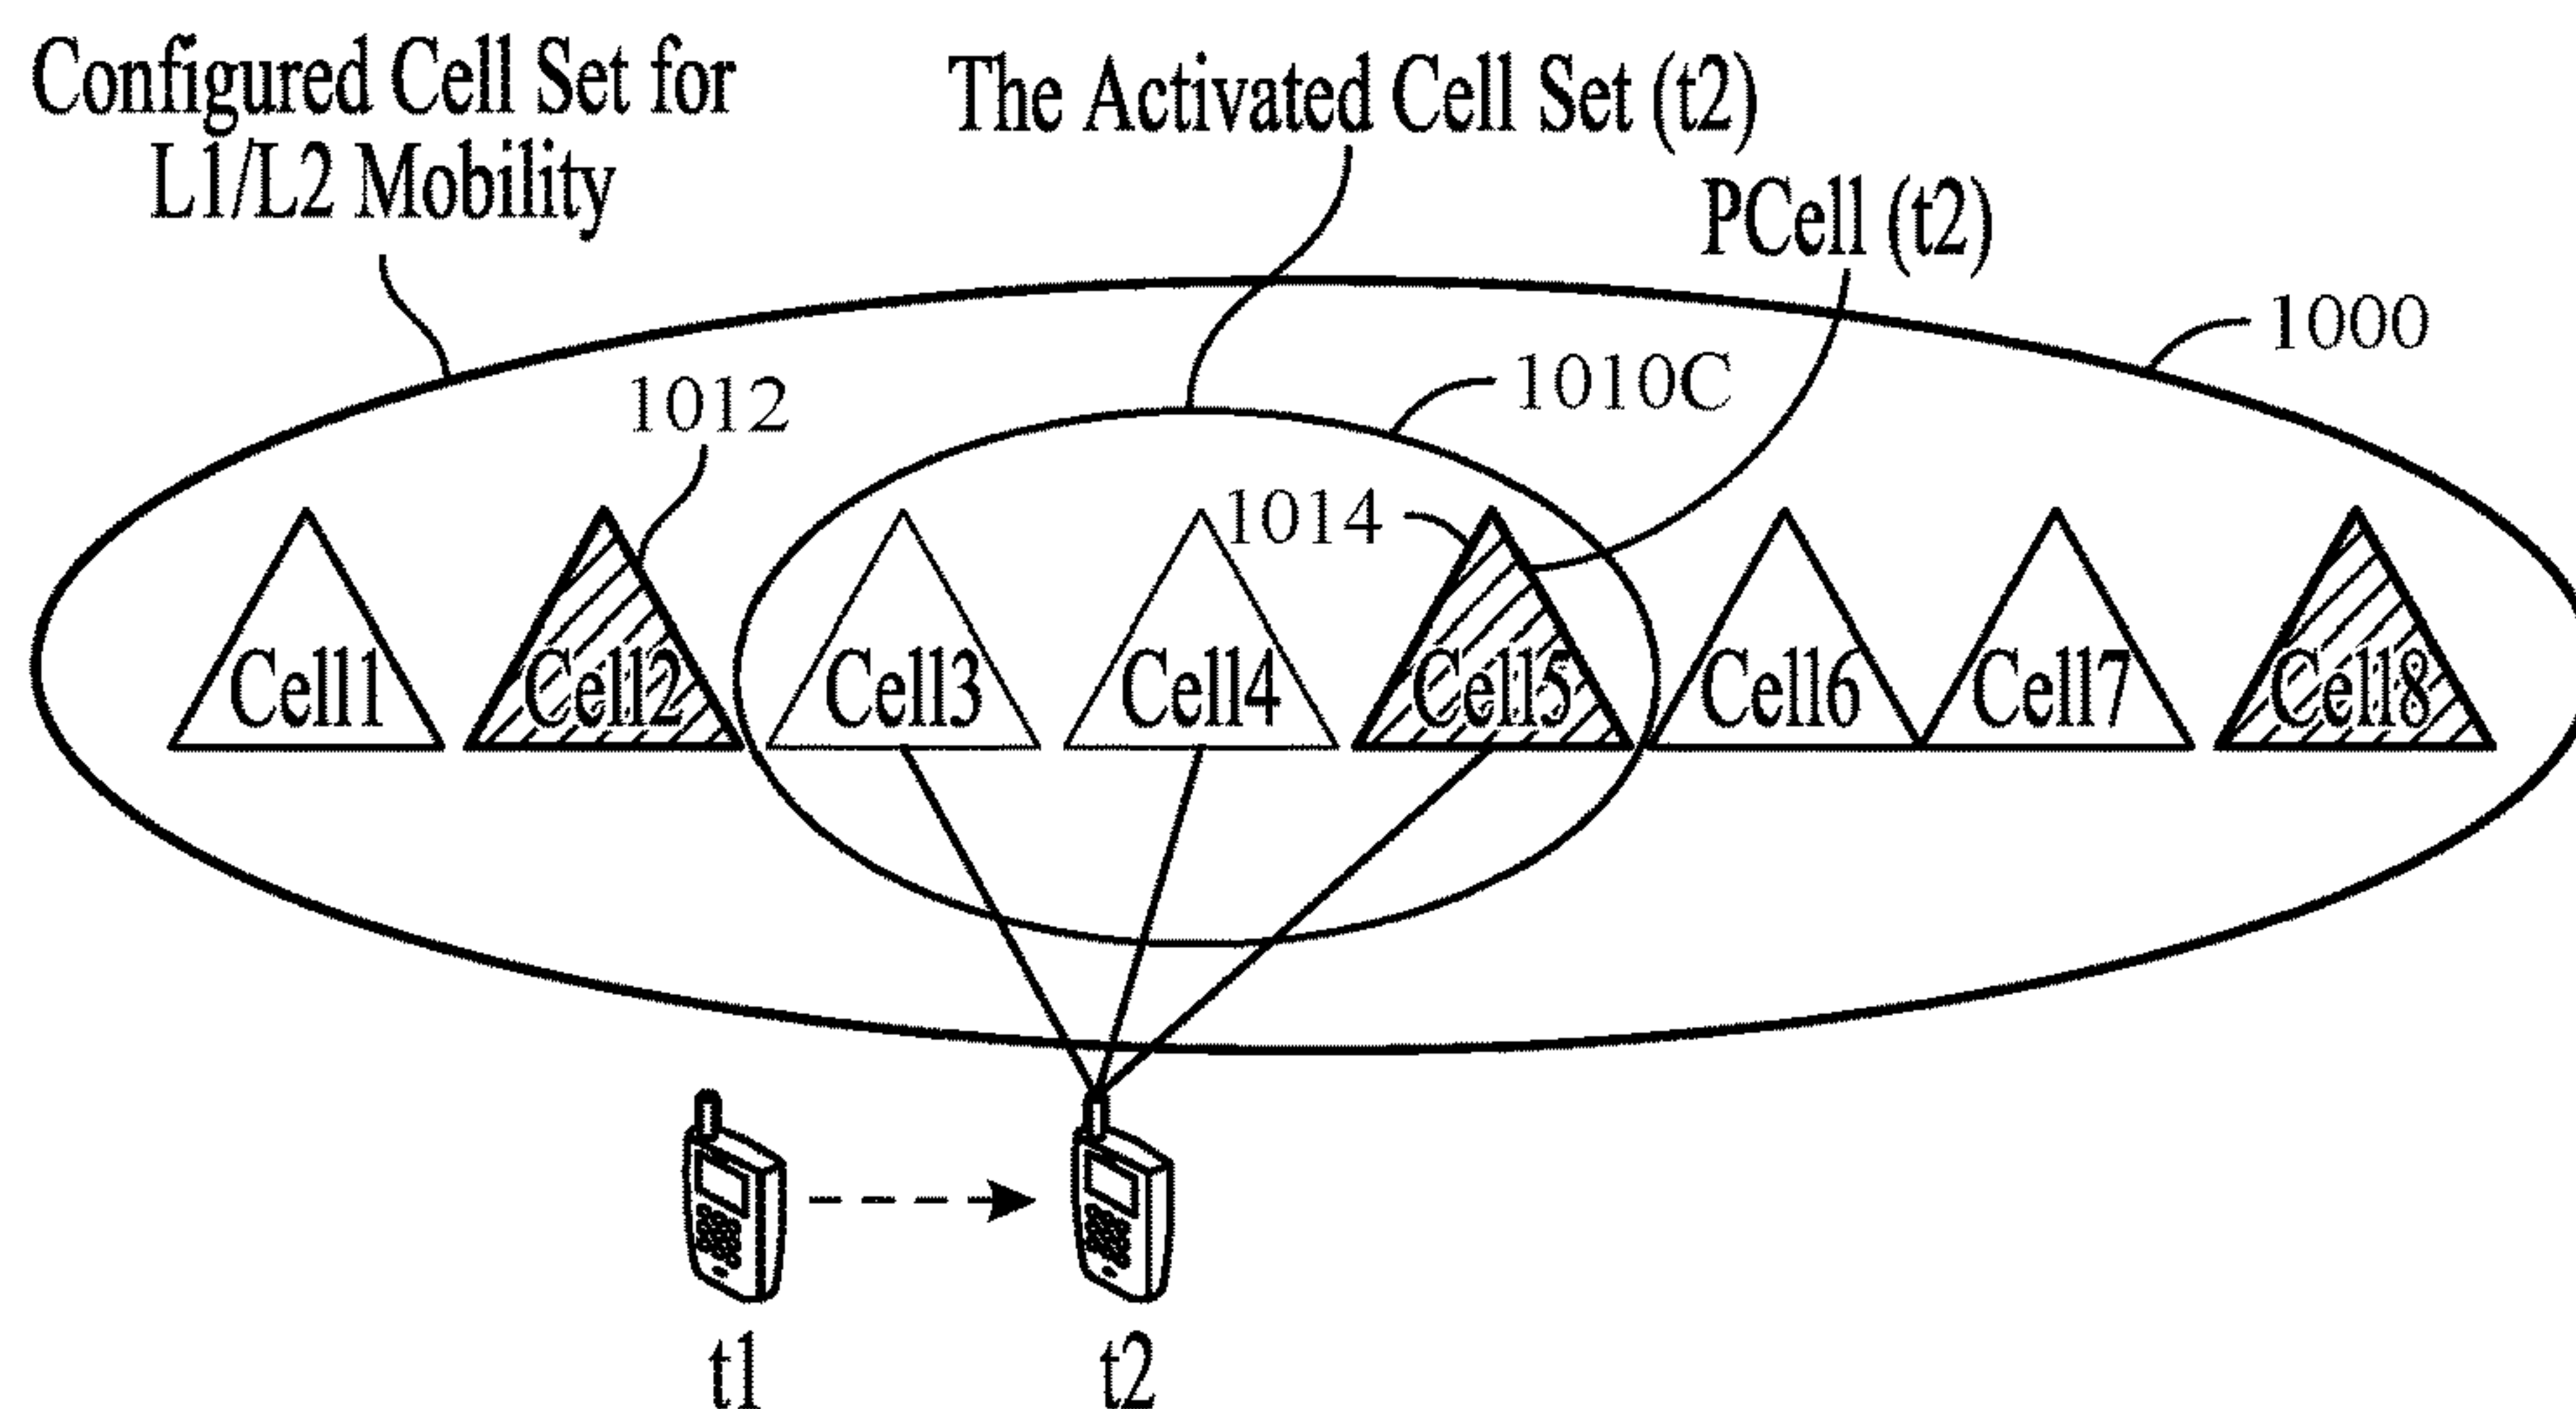 Configured Cell Set for
L1/L2 Mobility
The Activated Cell Set (t2)
PCell (t2)
1000
1010C
1012
1014
Cell1
Cell2
Cell3
Cell4
Cell5
Cell6
Cell7
Cell8
t1
t2